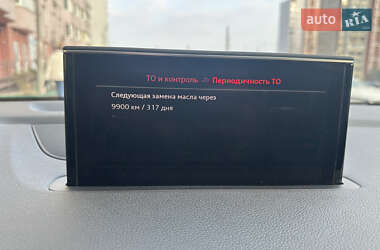 auto RIA
ТО и контроль Периодичность ТО
Следующая замена масла через
9900 км / 317 дня